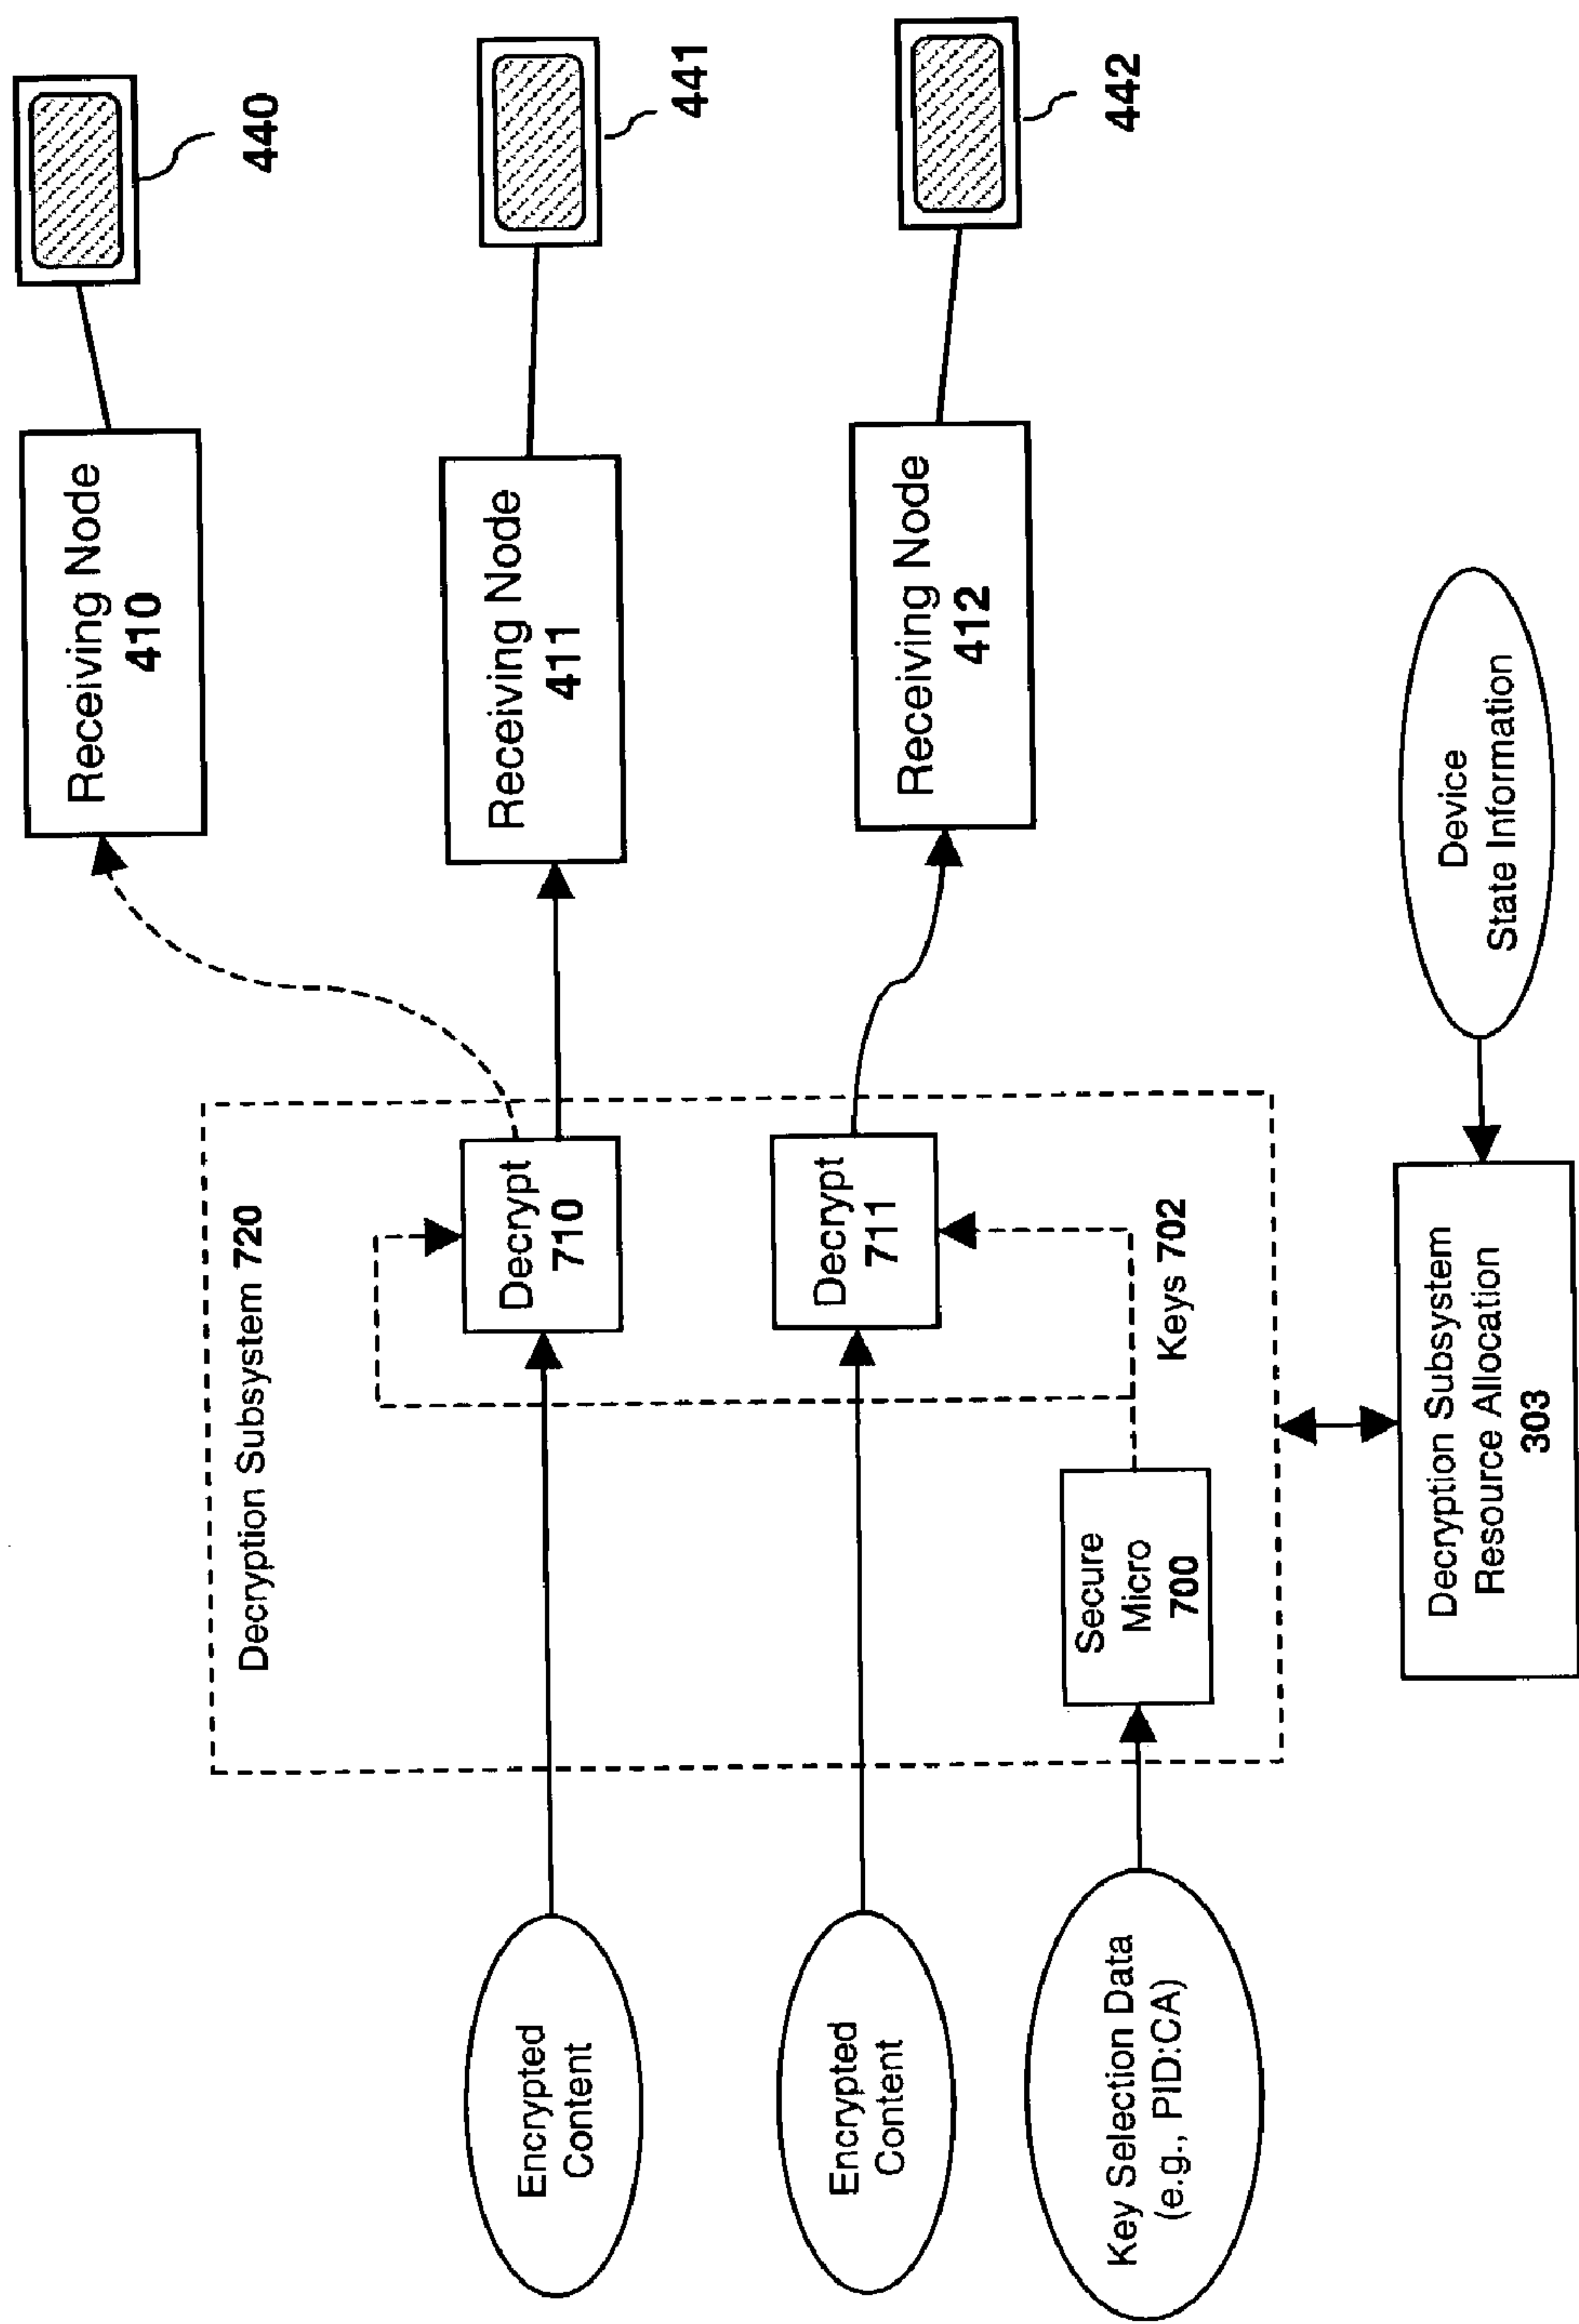 440
441
442
Receiving Node
410
Receiving Node
411
Receiving Node
412
Decryption Subsystem 720
Decrypt
710
Decrypt
711
Keys 702
Secure
Micro
700
Encrypted
Content
Encrypted
Content
Key Selection Data
(e.g., PID:CA)
Device
State Information
Decryption Subsystem
Resource Allocation
303